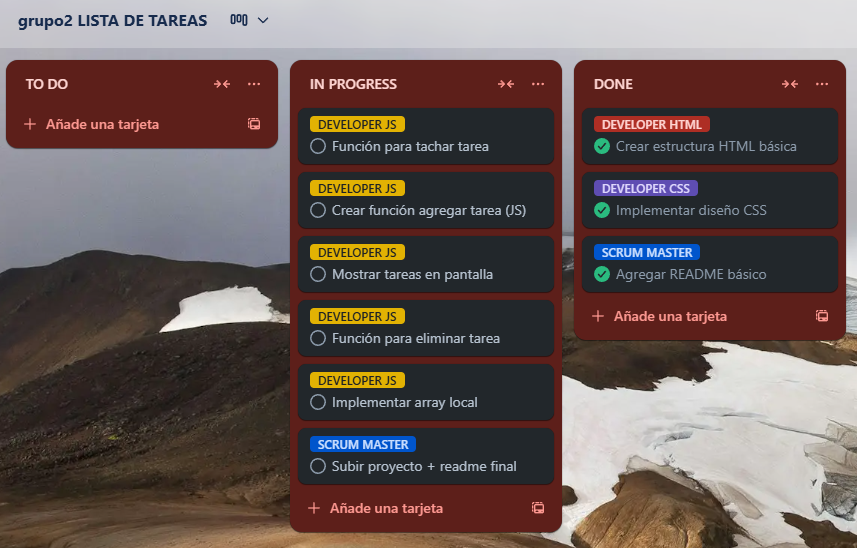 grupo2 LISTA DE TAREAS
TO DO
Añade una tarjeta
IN PROGRESS
DEVELOPER JS
Función para tachar tarea
DEVELOPER JS
Crear función agregar tarea (JS)
DEVELOPER JS
Mostrar tareas en pantalla
DEVELOPER JS
Función para eliminar tarea
DEVELOPER JS
Implementar array local
SCRUM MASTER
Subir proyecto + readme final
Añade una tarjeta
DONE
DEVELOPER HTML
Crear estructura HTML básica
DEVELOPER CSS
Implementar diseño CSS
SCRUM MASTER
Agregar README básico
Añade una tarjeta